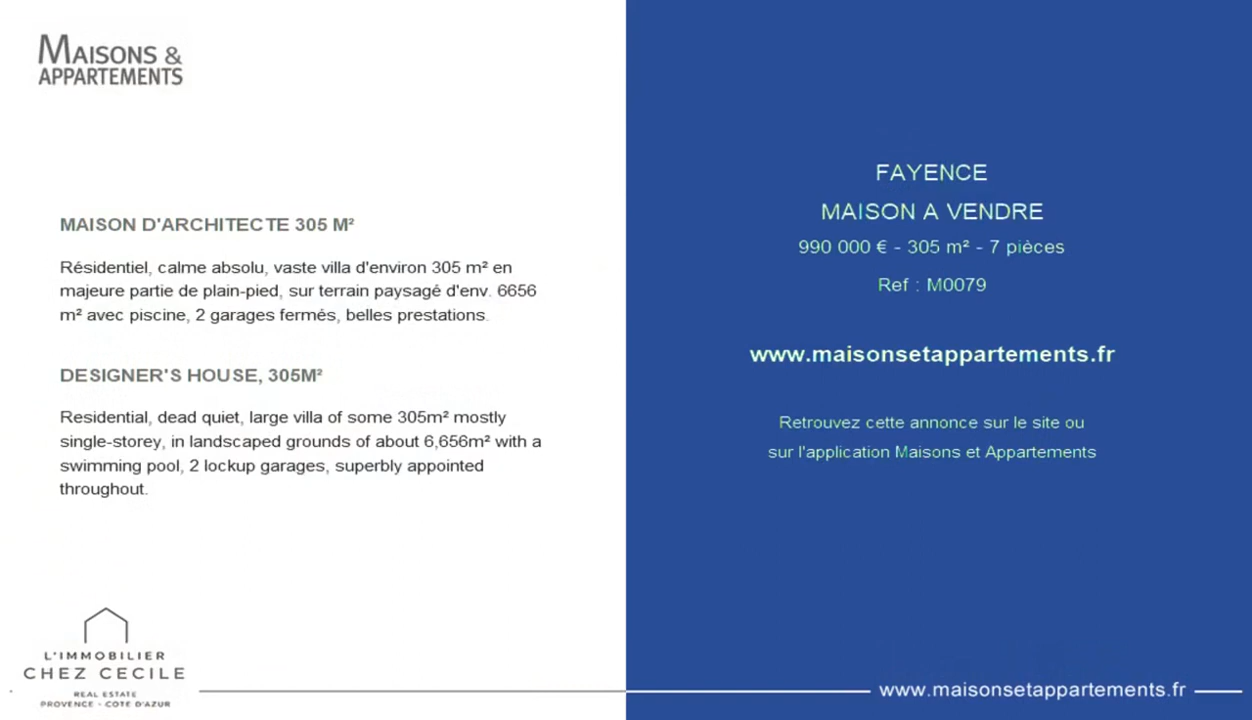 MAISONS &
APPARTEMENTS
MAISON D'ARCHITECTE 305 M²
Résidentiel, calme absolu, vaste villa d'environ 305 m² en
majeure partie de plain-pied, sur terrain paysagé d'env. 6656
m² avec piscine, 2 garages fermés, belles prestations.
DESIGNER'S HOUSE, 305M²
Residential, dead quiet, large villa of some 305m² mostly
single-storey, in landscaped grounds of about 6,656m² with a
swimming pool, 2 lockup garages, superbly appointed
throughout.
L'IMMOBILIER
CHEZ CECILE
REAL ESTATE
PROVENCE - COTE D'AZUR
FAYENCE
MAISON A VENDRE
990 000 € - 305 m² - 7 pièces
Ref : M0079
www.maisonsetappartements.fr
Retrouvez cette annonce sur le site ou
sur l'application Maisons et Appartements
www.maisonsetappartements.fr